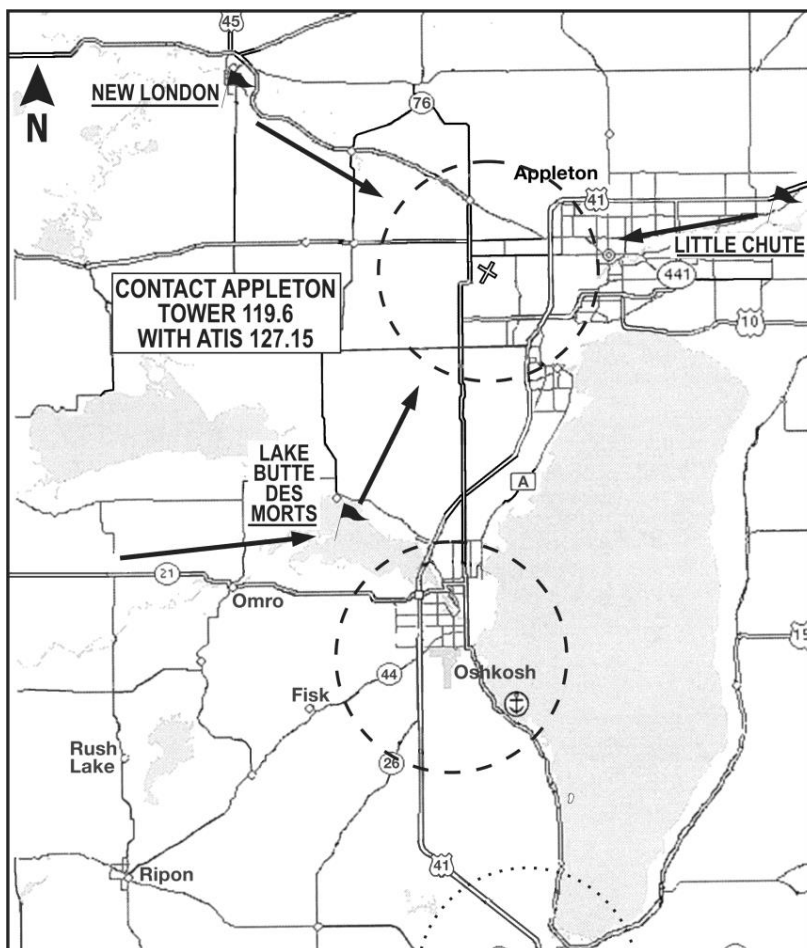 45
NEW LONDON
N
76
Appleton
41
LITTLE CHUTE
441
CONTACT APPLETON
TOWER 119.6
WITH ATIS 127.15
10
LAKE
BUTTE
DES
MORTS
A
21
Omro
44
Oshkosh
Fisk
Rush
Lake
26
41
Ripon